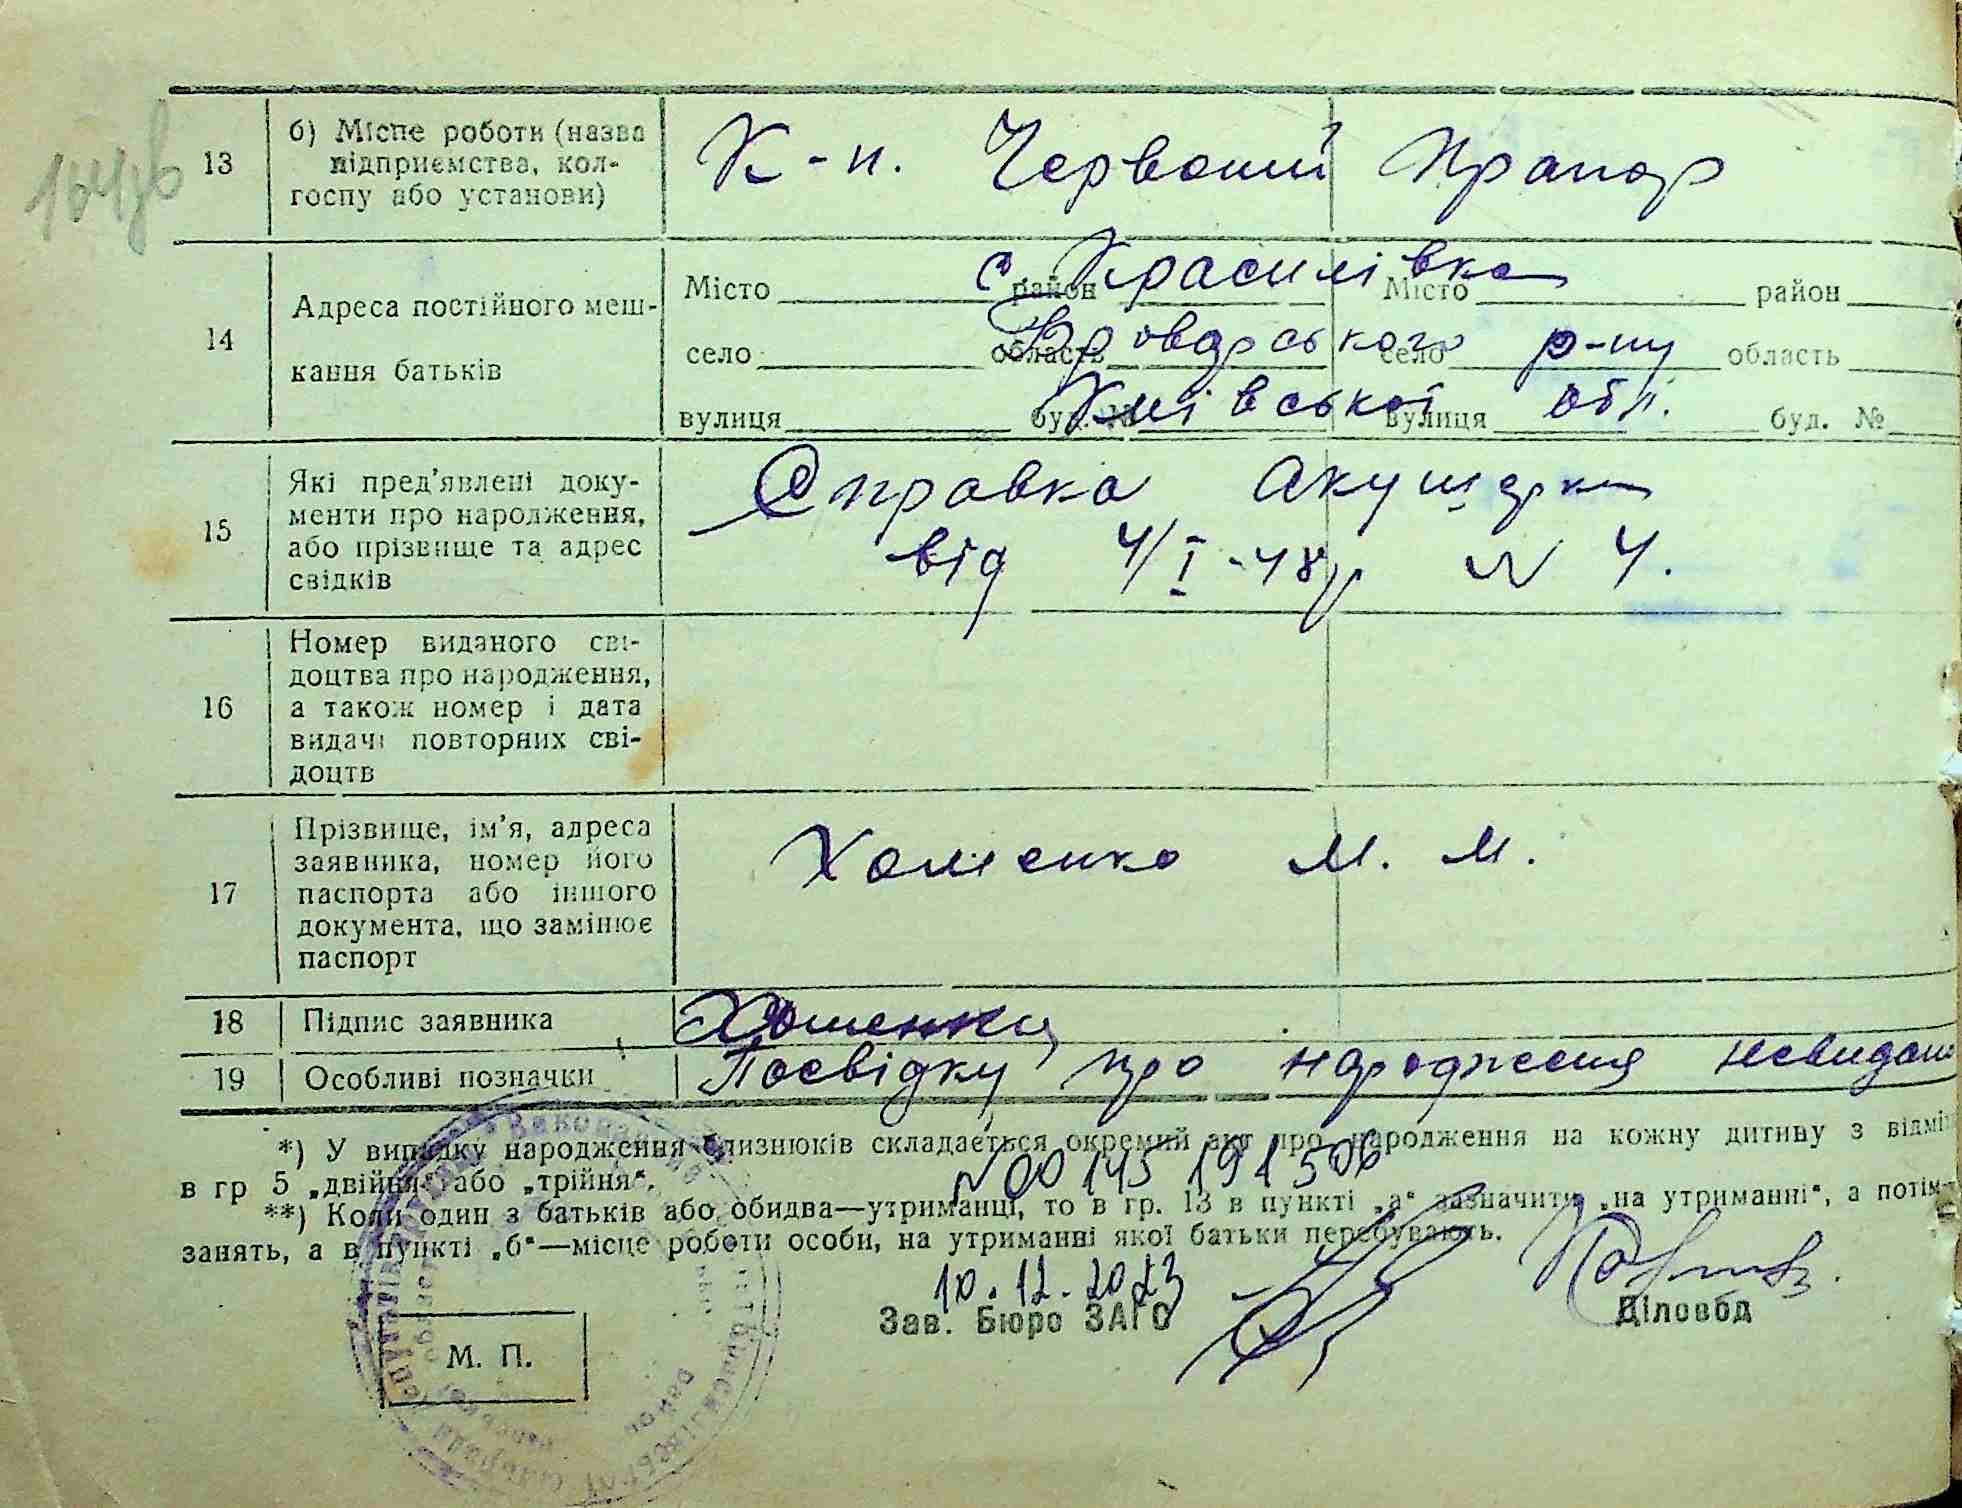 13 б) Місце роботи (назва підприємства, колгоспу або установи)
К-п. Червоний Прапор
14 Адреса постійного мешкання батьків
Місто район Місто район
село область село область
вулиця буд. № вулиця буд. №
с Красилівка
Броварського р-ну
Київської обл.
15 Які пред'явлені документи про народження, або прізвище та адрес свідків
Справка акушерки
від 4/I-48р N 4.
16 Номер виданого свідоцтва про народження, а також номер і дата видачі повторних свідоцтв
17 Прізвище, ім'я, адреса заявника, номер його паспорта або іншого документа, що замінює паспорт
Хоменко М. М.
18 Підпис заявника
Хоменко
19 Особливі позначки
Посвідку про народження невидано
*) У випадку народження близнюків складається окремий акт про народження на кожну дитину з відмі
в гр 5 „двійня“ або „трійня“.
N00145191506
**) Коли один з батьків або обидва—утриманці, то в гр. 13 в пункті „а“ зазначити „на утриманні“, а потім
занять, а в пункті „б“—місце роботи особи, на утриманні якої батьки перебувають.
10.12.2023
Зав. Бюро ЗАГС
Діловод
М. П.